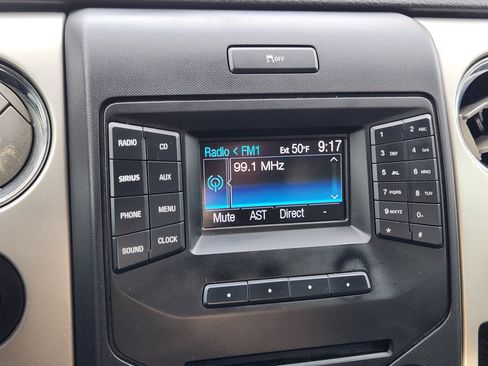 OFF
RADIO
CD
SIRIUS
AUX
PHONE
MENU
SOUND
CLOCK
Radio < FM1 Ext 50°F 9:17
99.1 MHz
Mute AST Direct -
1 2 ABC
3 DEF 4 GHI
5 JKL 6 MNO
7 PQRS 8 TUV
9 WXYZ 0+
* #